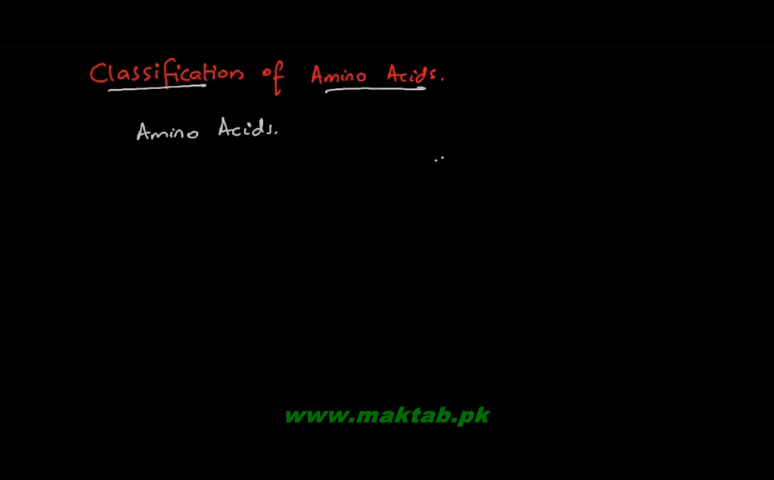 Classification of Amino Acids.
Amino Acids.
www.maktab.pk